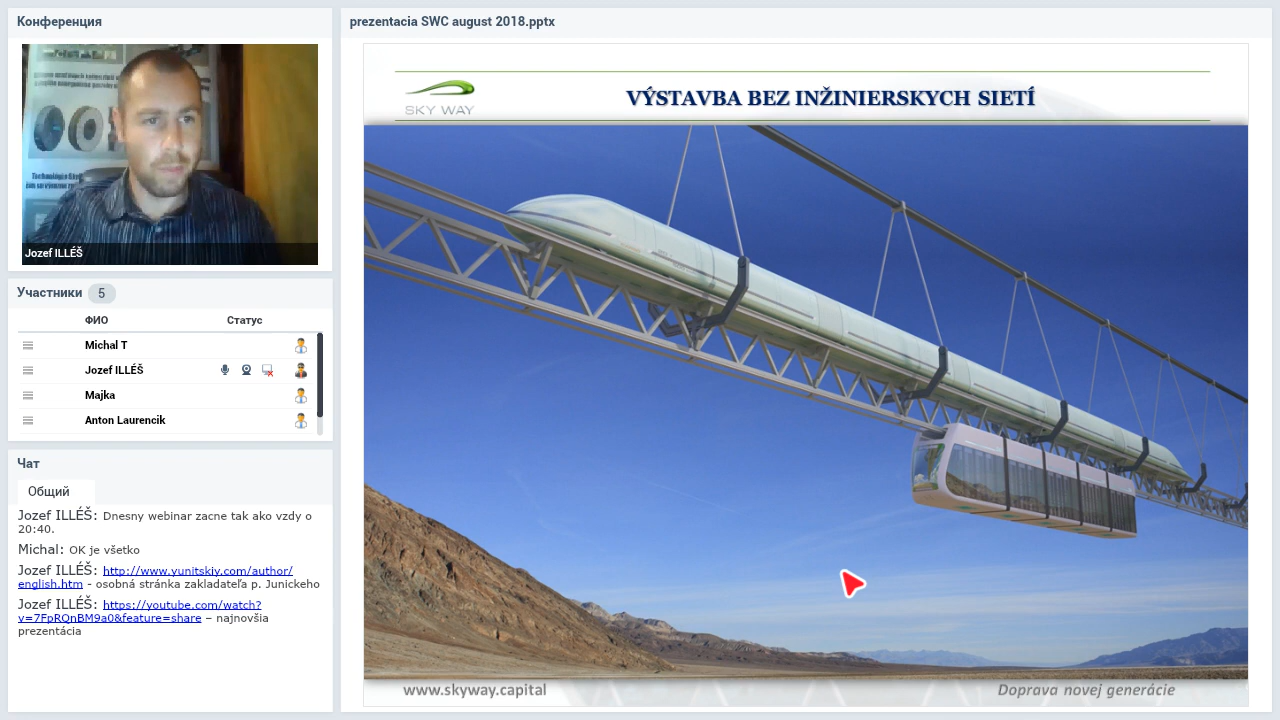 Конференция
Jozef ILLÉŠ
Участники 5
ФИО Статус
Michal T
Jozef ILLÉŠ
Majka
Anton Laurencik
Чат
Общий
Jozef ILLÉŠ: Dnesny webinar zacne tak ako vzdy o
20:40.
Michal: OK je všetko
Jozef ILLÉŠ: http://www.yunitskiy.com/author/
english.htm - osobná stránka zakladateľa p. Junickeho
Jozef ILLÉŠ: https://youtube.com/watch?
v=7FpRQnBM9a0&feature=share – najnovšia
prezentácia
prezentacia SWC august 2018.pptx
SKY WAY
VÝSTAVBA BEZ INŽINIERSKYCH SIETÍ
www.skyway.capital
Doprava novej generácie